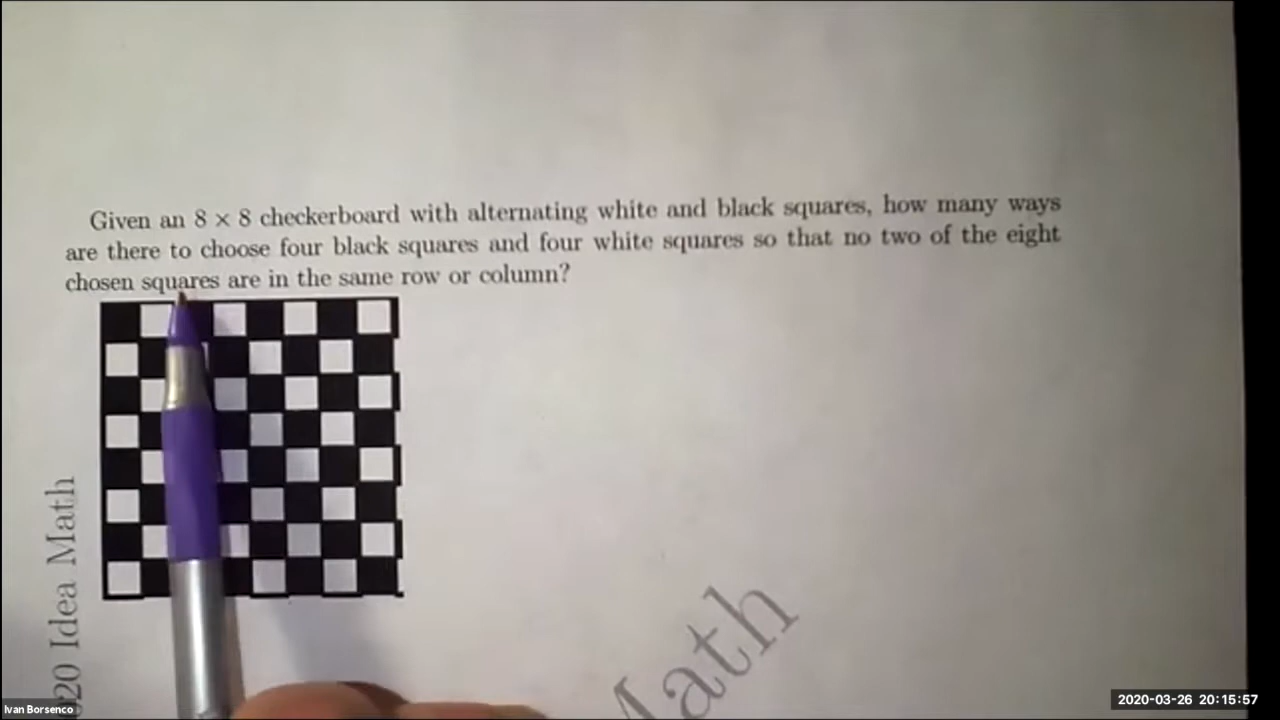 Given an 8 × 8 checkerboard with alternating white and black squares, how many ways
are there to choose four black squares and four white squares so that no two of the eight
chosen squares are in the same row or column?
020 Idea Math
Math
Ivan Borsenco
2020-03-26 20:15:57